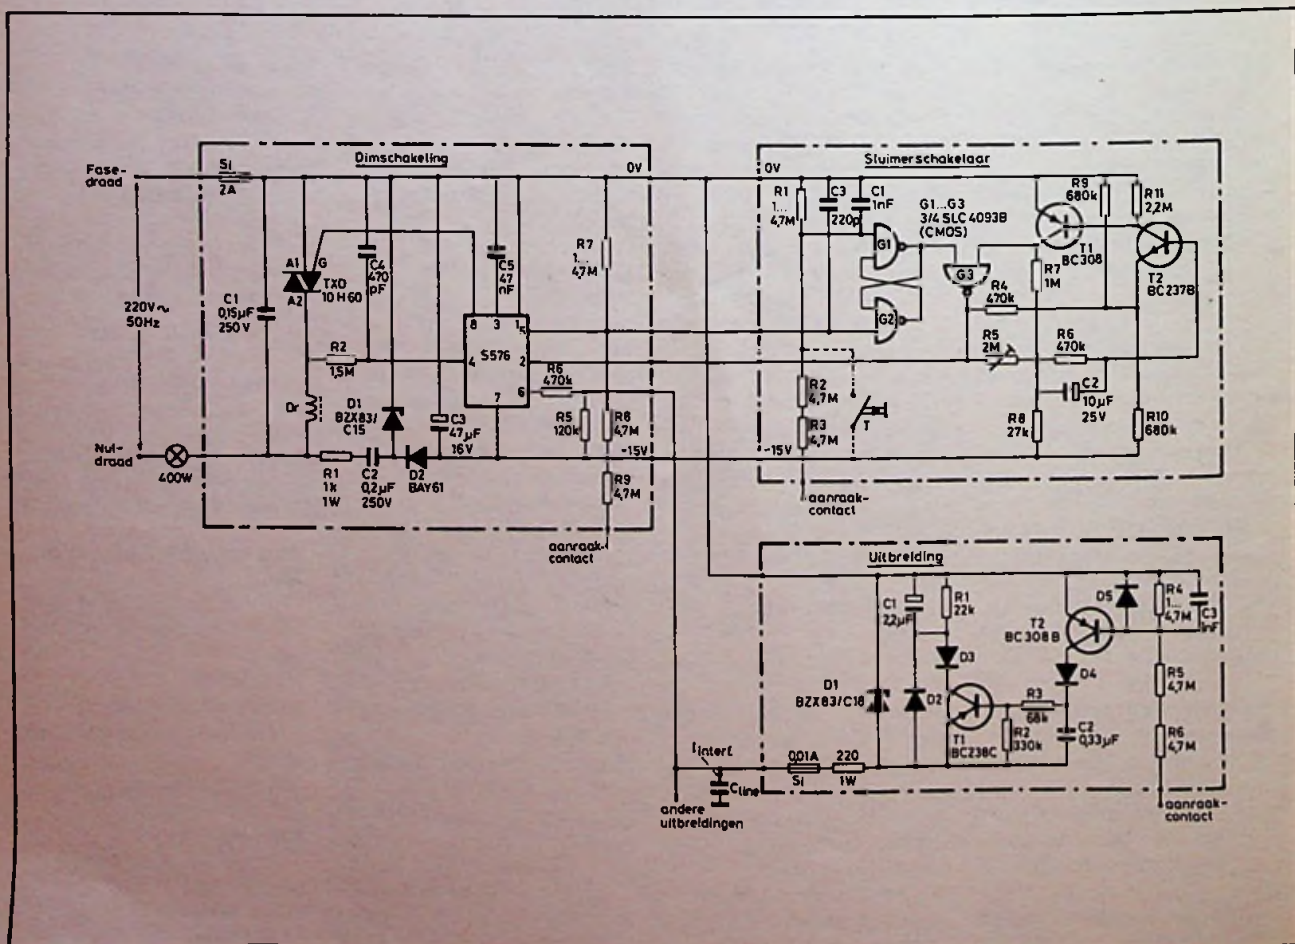 Dimschakeling
Fase-
draad
Si
2A
0V
220V~
50Hz
C1
0,15µF
250 V
A1
G
A2
TXD
10 H 60
C4
470
pF
C5
47
nF
R7
1...
4,7M
8
3
1
5
4
S576
2
6
7
R2
1,5M
R6
470k
Dr
D1
BZX83/
C15
C3
47µF
16V
R5
120k
R8
4,7M
Nul-
draad
400W
R1
1k
1W
C2
0,2µF
250V
D2
BAY61
-15V
R9
4,7M
aanraak-
contact
Sluimerschakelaar
0V
R1
1...
4,7M
C3
220p
C1
1nF
G1...G3
3/4 SLC 4093B
(CMOS)
G1
G2
G3
R9
680k
R11
2,2M
T1
BC308
T2
BC237B
R7
1M
R4
470k
R5
2M
R6
470k
C2
10µF
25V
R2
4,7M
R3
4,7M
T
R8
27k
R10
680k
-15V
aanraak-
contact
Uitbreiding
C1
2,2µF
R1
22k
T2
BC308B
D5
R4
1...
4,7M
C3
1nF
D3
D4
D1
BZX83/C18
D2
R3
68k
R5
4,7M
T1
BC238C
R2
330k
C2
0,33µF
R6
4,7M
I interf.
C line
0,01A
Si
220
1W
andere
uitbreidingen
aanraak-
contact